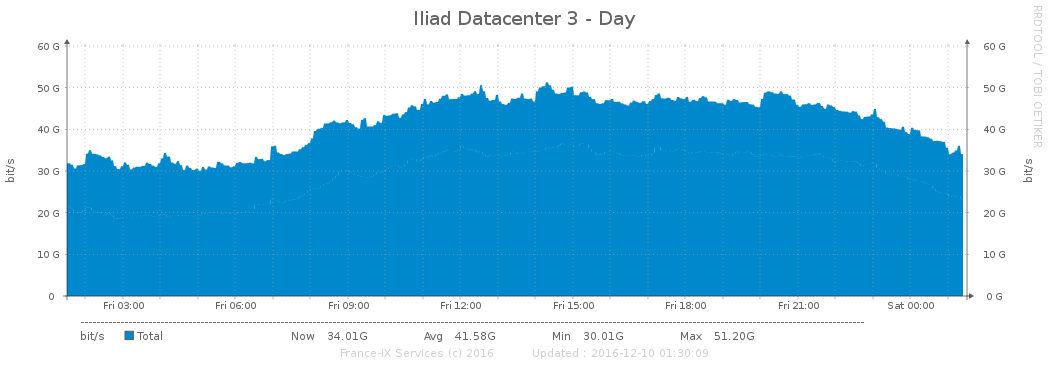 Iliad Datacenter 3 - Day
RRDTOOL / TOBI OETIKER
60 G 60 G
50 G 50 G
40 G 40 G
30 G 30 G
20 G 20 G
10 G 10 G
0 0 G
bit/s bit/s
Fri 03:00 Fri 06:00 Fri 09:00 Fri 12:00 Fri 15:00 Fri 18:00 Fri 21:00 Sat 00:00
bit/s Total Now 34.01G Avg 41.58G Min 30.01G Max 51.20G
France-IX Services (c) 2016 Updated : 2016-12-10 01:30:09